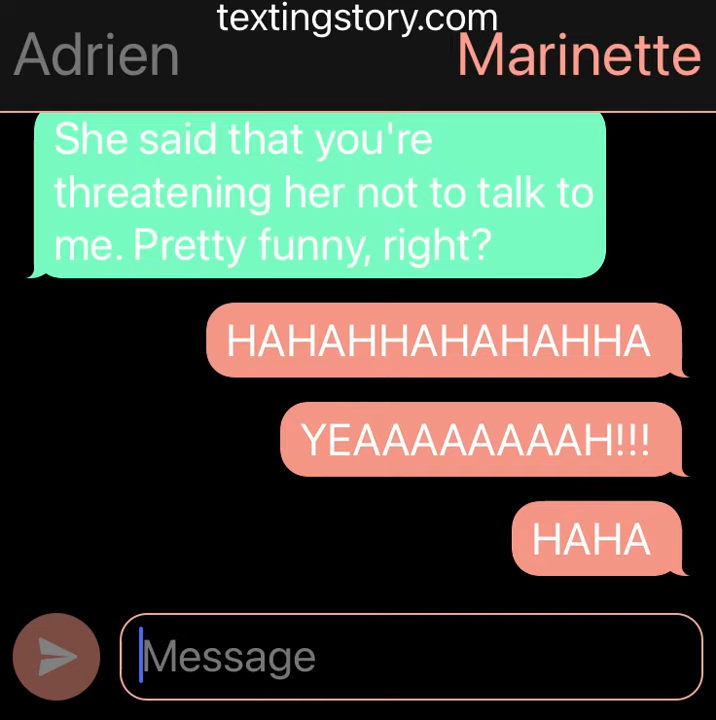 textingstory.com
Adrien
Marinette
She said that you're
threatening her not to talk to
me. Pretty funny, right?
HAHAHHAHAHAHHA
YEAAAAAAAAH!!!
HAHA
Message